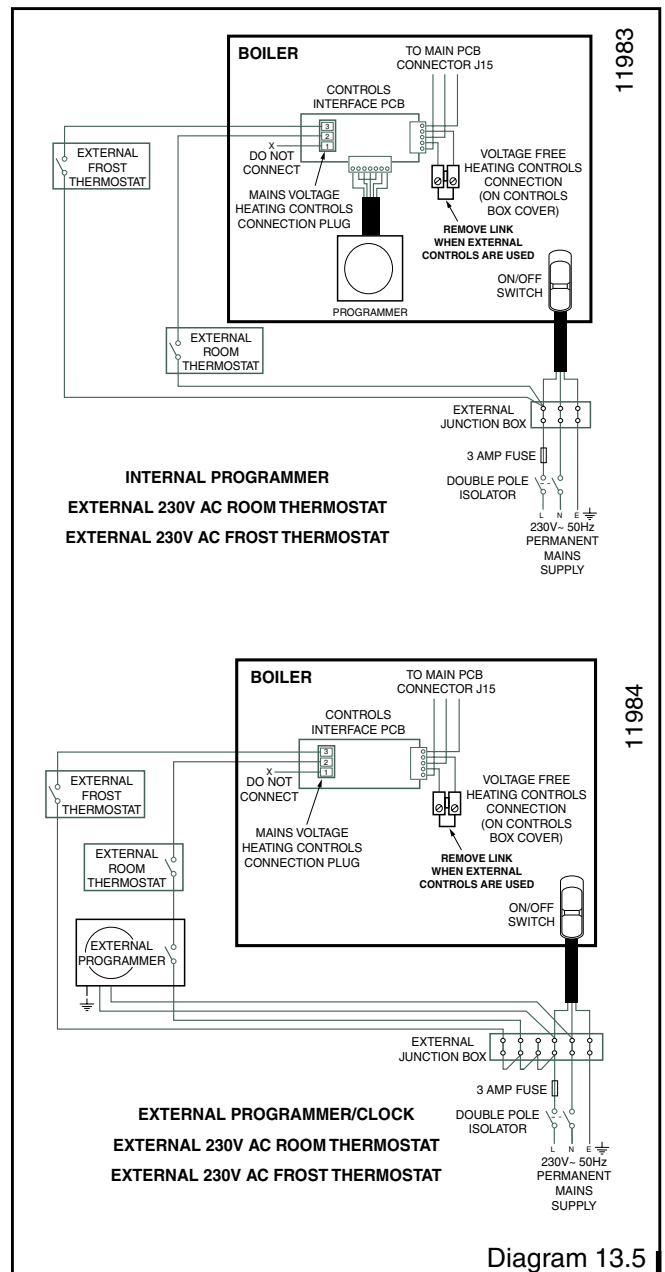 11983
BOILER
TO MAIN PCB
CONNECTOR J15
CONTROLS
INTERFACE PCB
3
2
1
X
DO NOT
CONNECT
EXTERNAL
FROST
THERMOSTAT
MAINS VOLTAGE
HEATING CONTROLS
CONNECTION PLUG
VOLTAGE FREE
HEATING CONTROLS
CONNECTION
(ON CONTROLS
BOX COVER)
REMOVE LINK
WHEN EXTERNAL
CONTROLS ARE USED
ON/OFF
SWITCH
PROGRAMMER
EXTERNAL
ROOM
THERMOSTAT
EXTERNAL
JUNCTION BOX
3 AMP FUSE
DOUBLE POLE
ISOLATOR
L N E
230V~ 50Hz
PERMANENT
MAINS
SUPPLY
INTERNAL PROGRAMMER
EXTERNAL 230V AC ROOM THERMOSTAT
EXTERNAL 230V AC FROST THERMOSTAT
11984
BOILER
TO MAIN PCB
CONNECTOR J15
CONTROLS
INTERFACE PCB
3
2
1
X
DO NOT
CONNECT
EXTERNAL
FROST
THERMOSTAT
MAINS VOLTAGE
HEATING CONTROLS
CONNECTION PLUG
VOLTAGE FREE
HEATING CONTROLS
CONNECTION
(ON CONTROLS
BOX COVER)
REMOVE LINK
WHEN EXTERNAL
CONTROLS ARE USED
EXTERNAL
ROOM
THERMOSTAT
ON/OFF
SWITCH
EXTERNAL
PROGRAMMER
EXTERNAL
JUNCTION BOX
3 AMP FUSE
DOUBLE POLE
ISOLATOR
L N E
230V~ 50Hz
PERMANENT
MAINS
SUPPLY
EXTERNAL PROGRAMMER/CLOCK
EXTERNAL 230V AC ROOM THERMOSTAT
EXTERNAL 230V AC FROST THERMOSTAT
Diagram 13.5